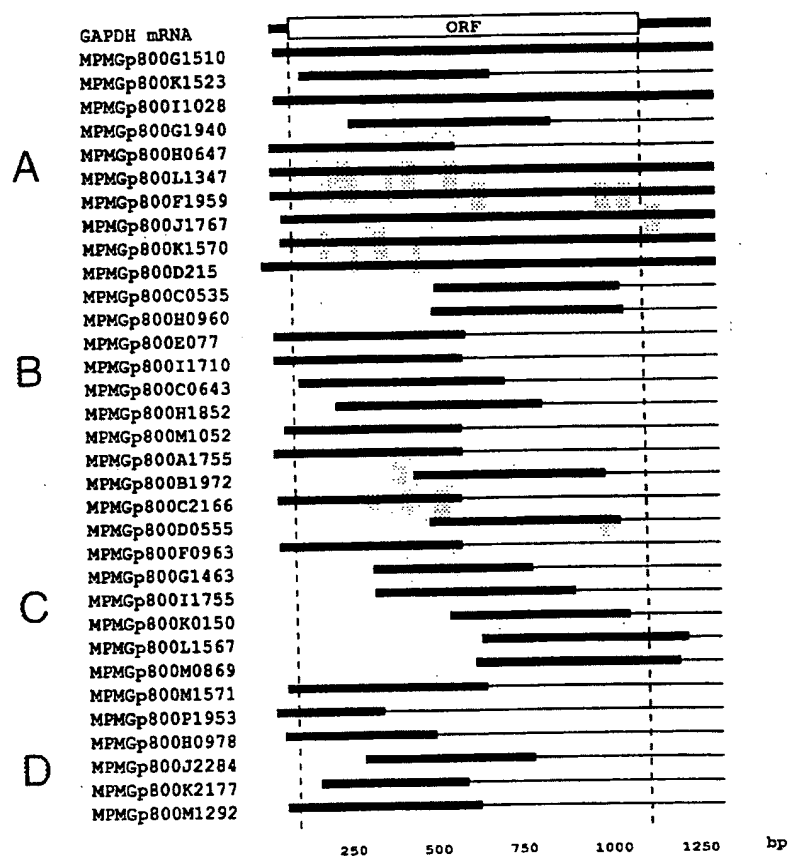 GAPDH mRNA
ORF
MPMGp800G1510
MPMGp800K1523
MPMGp800I1028
MPMGp800G1940
MPMGp800H0647
A
MPMGp800L1347
MPMGp800F1959
MPMGp800J1767
MPMGp800K1570
MPMGp800D215
MPMGp800C0535
MPMGp800H0960
MPMGp800E077
B
MPMGp800I1710
MPMGp800C0643
MPMGp800H1852
MPMGp800M1052
MPMGp800A1755
MPMGp800B1972
MPMGp800C2166
MPMGp800D0555
MPMGp800F0963
MPMGp800G1463
C
MPMGp800I1755
MPMGp800K0150
MPMGp800L1567
MPMGp800M0869
MPMGp800M1571
MPMGp800P1953
MPMGp800H0978
D
MPMGp800J2284
MPMGp800K2177
MPMGp800M1292
250 500 750 1000 1250 bp